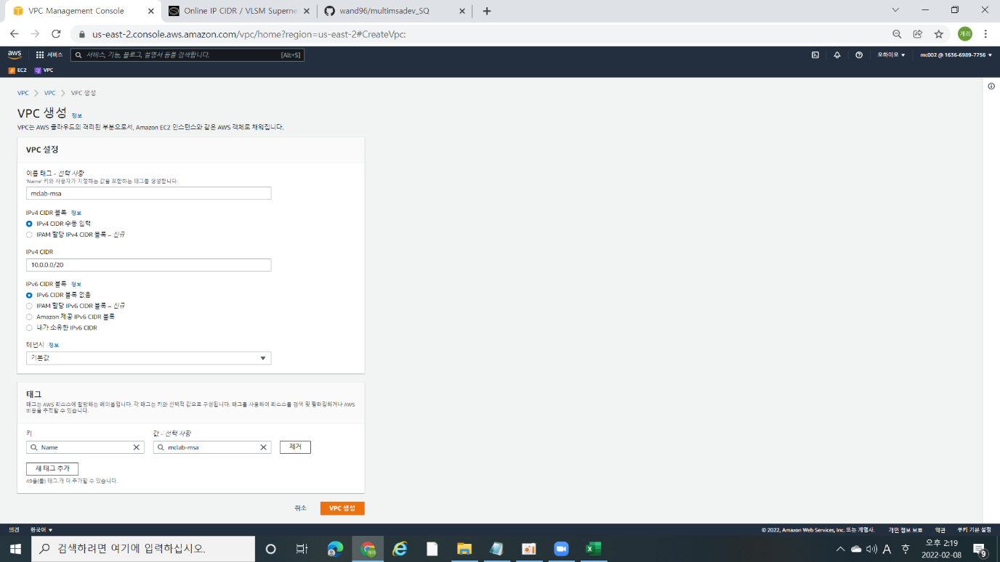 VPC Management Console
Online IP CIDR / VLSM Superne
wand96/multimsadev_SQ
us-east-2.console.aws.amazon.com/vpc/home?region=us-east-2#CreateVpc:
개리
aws
서비스
서비스, 기능, 블로그, 설명서 등을 검색합니다.
[Alt+S]
오하이오 ▼
mc002 @ 1636-6989-7756 ▼
EC2
VPC
VPC > VPC > VPC 생성
VPC 생성 정보
VPC는 AWS 클라우드의 격리된 부분으로서, Amazon EC2 인스턴스와 같은 AWS 객체로 채워집니다.
VPC 설정
이름 태그 - 선택 사항
'Name' 키와 사용자가 지정하는 값을 포함하는 태그를 생성합니다.
mclab-msa
IPv4 CIDR 블록 정보
IPv4 CIDR 수동 입력
IPAM 할당 IPv4 CIDR 블록 – 신규
IPv4 CIDR
10.0.0.0/20
IPv6 CIDR 블록 정보
IPv6 CIDR 블록 없음
IPAM 할당 IPv6 CIDR 블록 – 신규
Amazon 제공 IPv6 CIDR 블록
내가 소유한 IPv6 CIDR
테넌시 정보
기본값
태그
태그는 AWS 리소스에 할당하는 레이블입니다. 각 태그는 키와 선택적 값으로 구성됩니다. 태그를 사용하여 리소스를 검색 및 필터링하거나 AWS
비용을 추적할 수 있습니다.
키
값 - 선택 사항
Name
mclab-msa
제거
새 태그 추가
49을(를) 태그.개 더 추가할 수 있습니다.
취소
VPC 생성
의견
한국어 ▼
© 2022, Amazon Web Services, Inc. 또는 계열사.
개인 정보 보호
약관
쿠키 기본 설정
검색하려면 여기에 입력하십시오.
개리
A
오후 2:19
2022-02-08
9